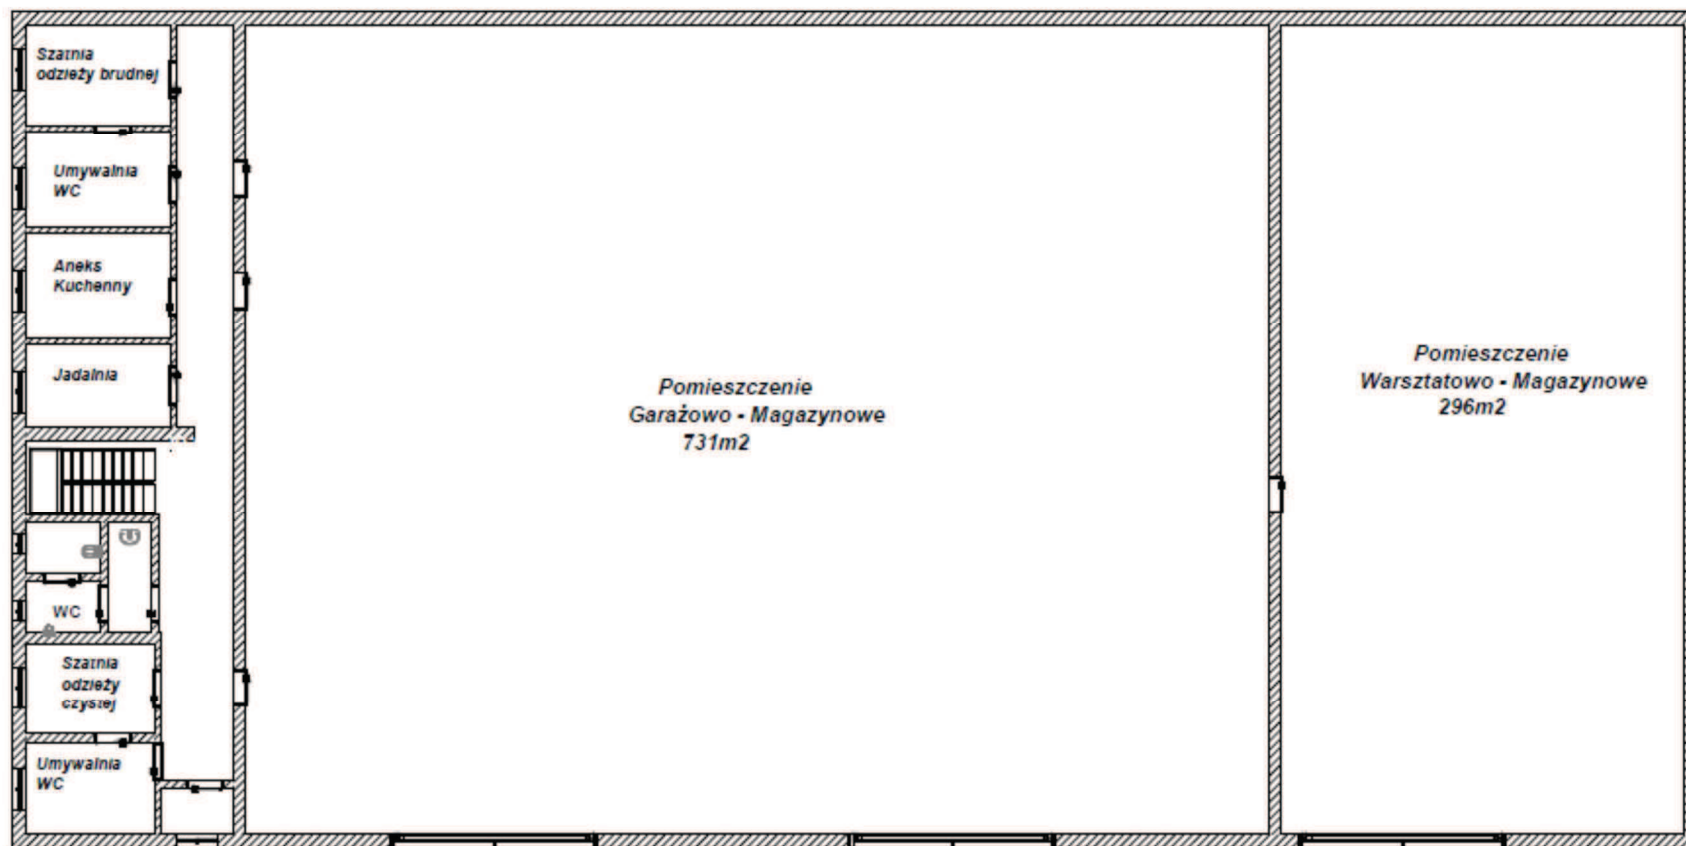 Szatnia
odzieży brudnej
Umywalnia
WC
Aneks
Kuchenny
Jadalnia
Pomieszczenie
Garażowo - Magazynowe
731m2
Pomieszczenie
Warsztatowo - Magazynowe
296m2
WC
Szatnia
odzieży
czystej
Umywalnia
WC